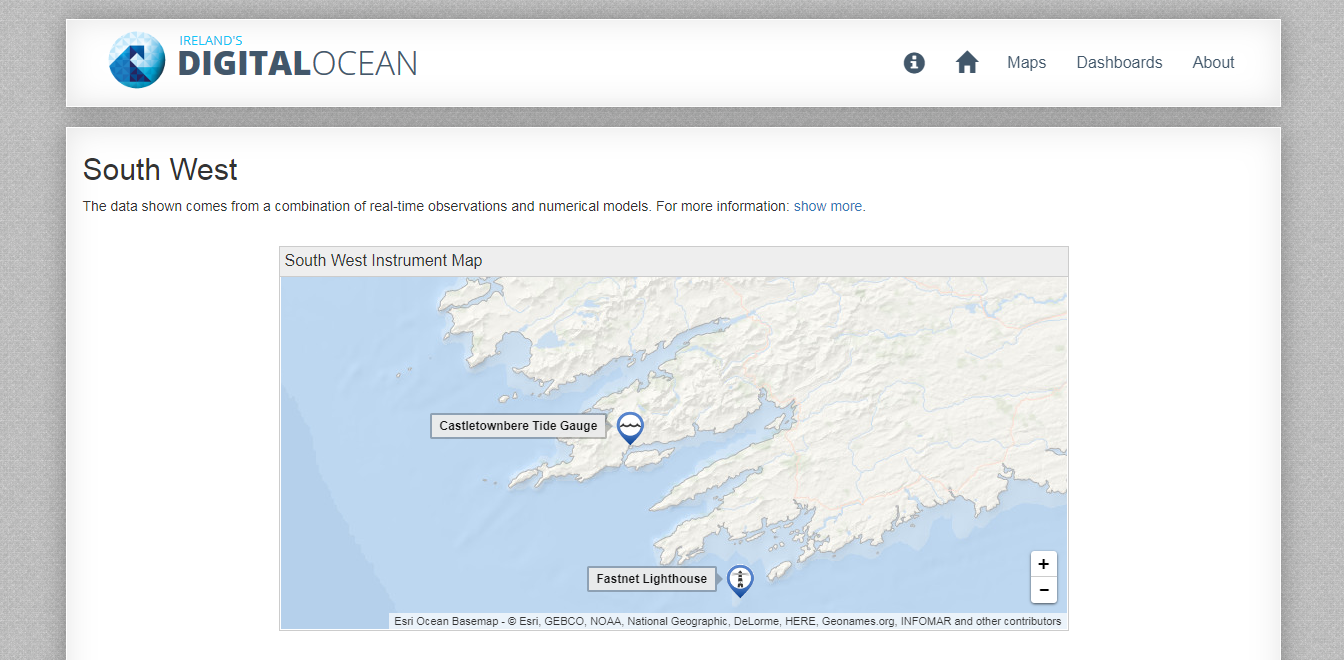 IRELAND'S
DIGITALOCEAN
Maps Dashboards About
South West
The data shown comes from a combination of real-time observations and numerical models. For more information: show more.
South West Instrument Map
Castletownbere Tide Gauge
Fastnet Lighthouse
+
−
Esri Ocean Basemap - © Esri, GEBCO, NOAA, National Geographic, DeLorme, HERE, Geonames.org, INFOMAR and other contributors